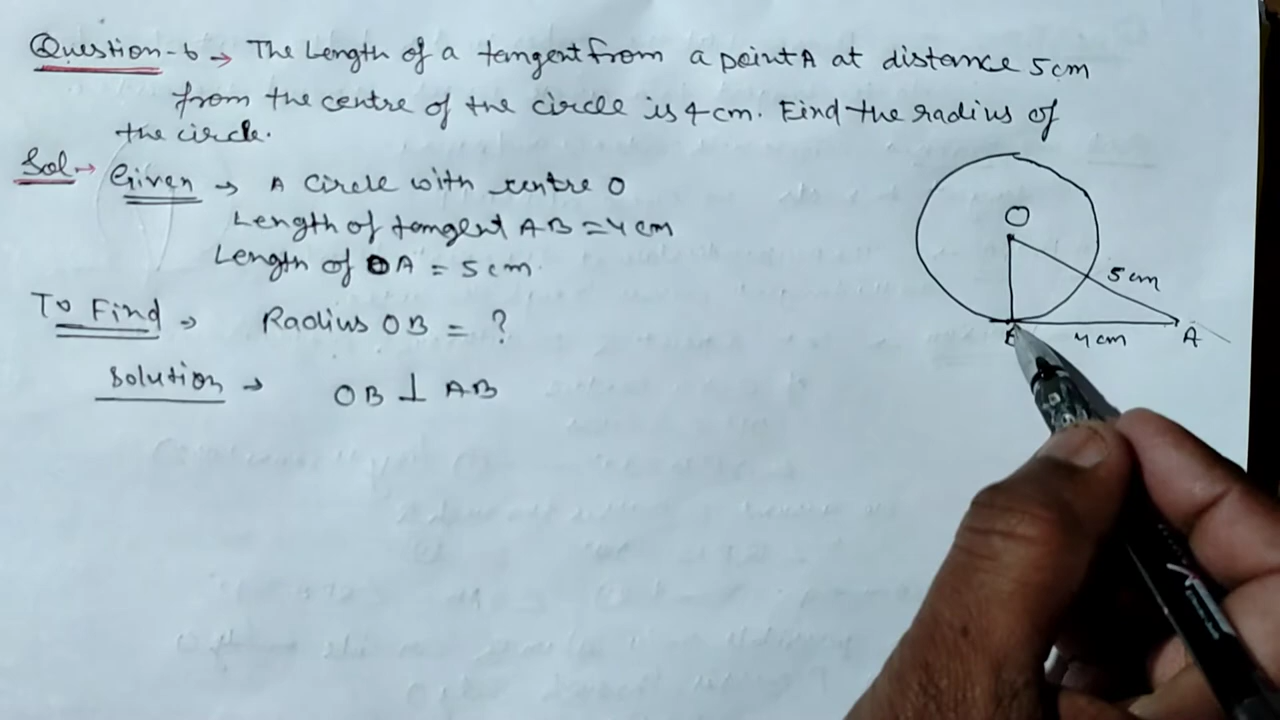 Question-6 → The Length of a tangent from a point A at distance 5cm
from the centre of the circle is 4cm. Find the radius of
the circle.
Sol → Given → A Circle with centre O
Length of tangent AB = 4cm
Length of OA = 5cm.
To Find → Radius OB = ?
Solution → OB ⊥ AB
O
5cm
4cm A